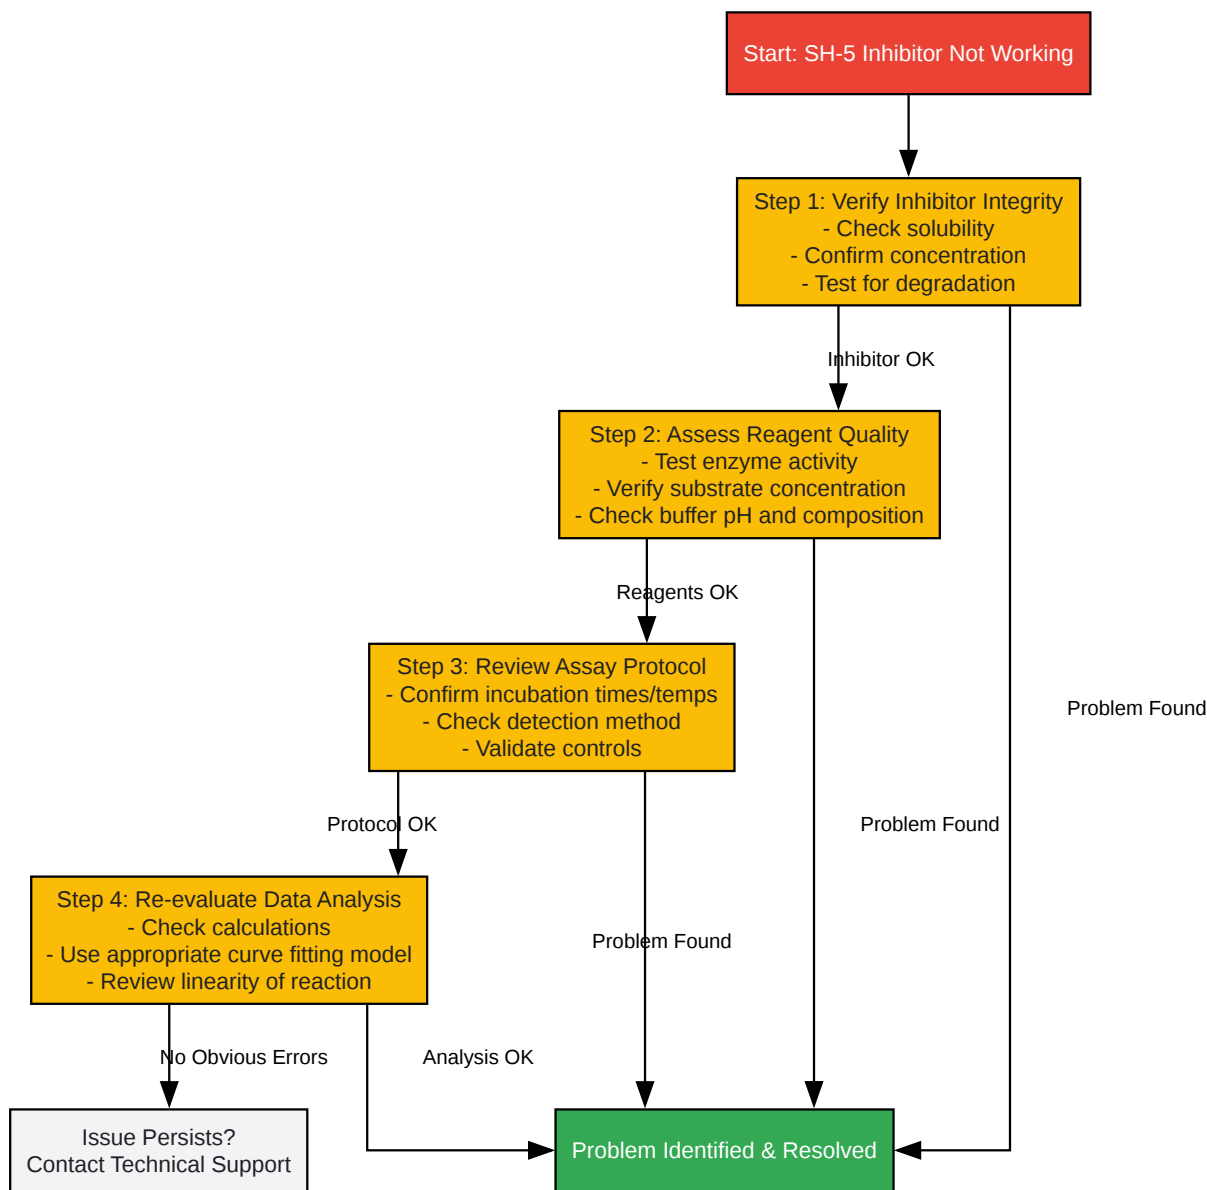 Start: SH-5 Inhibitor Not Working
Step 1: Verify Inhibitor Integrity
- Check solubility
- Confirm concentration
- Test for degradation
Inhibitor OK
Step 2: Assess Reagent Quality
- Test enzyme activity
- Verify substrate concentration
- Check buffer pH and composition
Reagents OK
Step 3: Review Assay Protocol
- Confirm incubation times/temps
- Check detection method
- Validate controls
Problem Found
Protocol OK
Problem Found
Step 4: Re-evaluate Data Analysis
- Check calculations
- Use appropriate curve fitting model
- Review linearity of reaction
Problem Found
No Obvious Errors
Analysis OK
Issue Persists?
Contact Technical Support
Problem Identified & Resolved